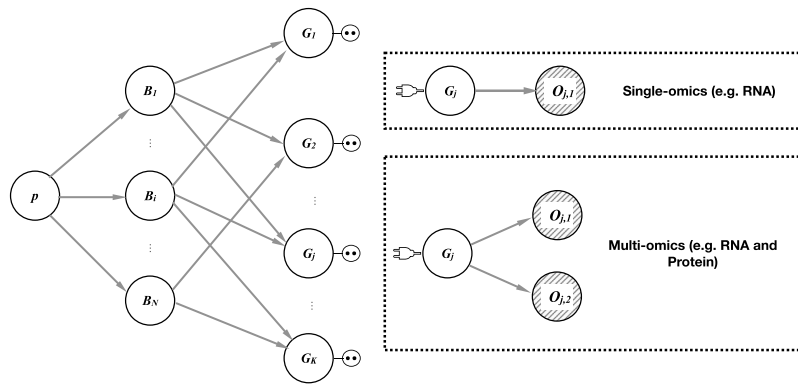 p
B1
⋮
Bi
⋮
BN
G1
G2
⋮
Gj
⋮
GK
Gj
Oj,1
Single-omics (e.g. RNA)
Gj
Oj,1
Oj,2
Multi-omics (e.g. RNA and
Protein)